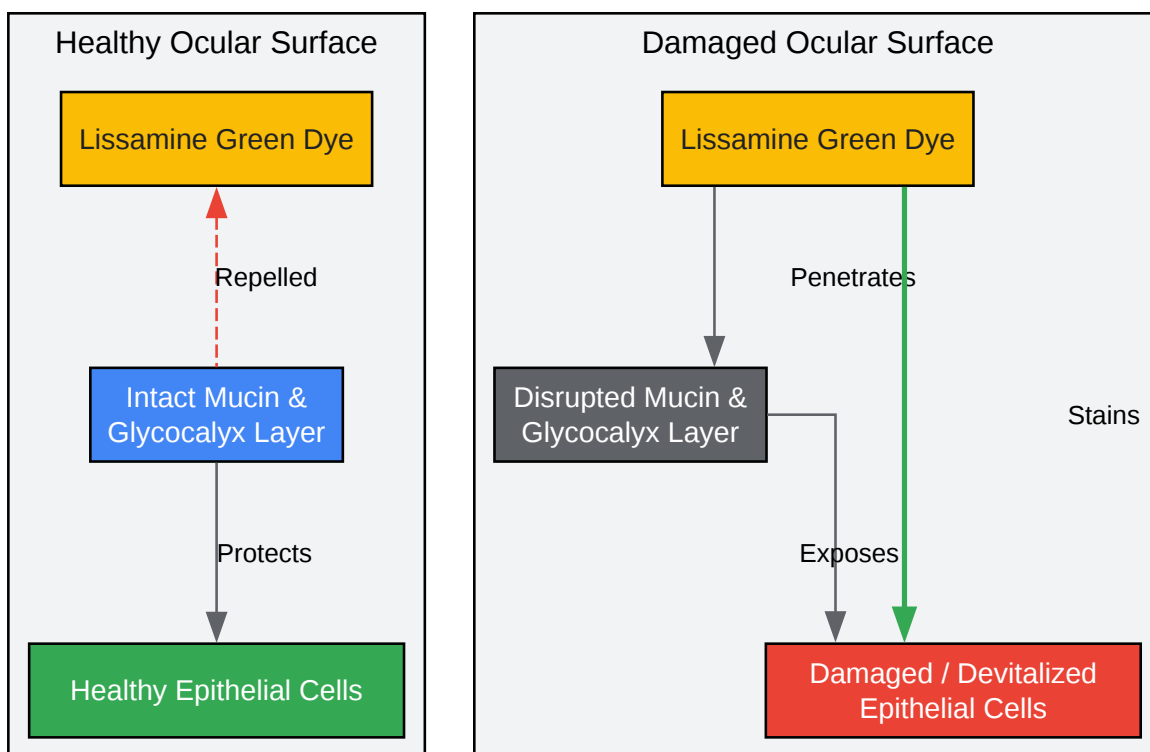 Healthy Ocular Surface
Lissamine Green Dye
Repelled
Intact Mucin &
Glycocalyx Layer
Protects
Healthy Epithelial Cells
Damaged Ocular Surface
Lissamine Green Dye
Penetrates
Disrupted Mucin &
Glycocalyx Layer
Stains
Exposes
Damaged / Devitalized
Epithelial Cells